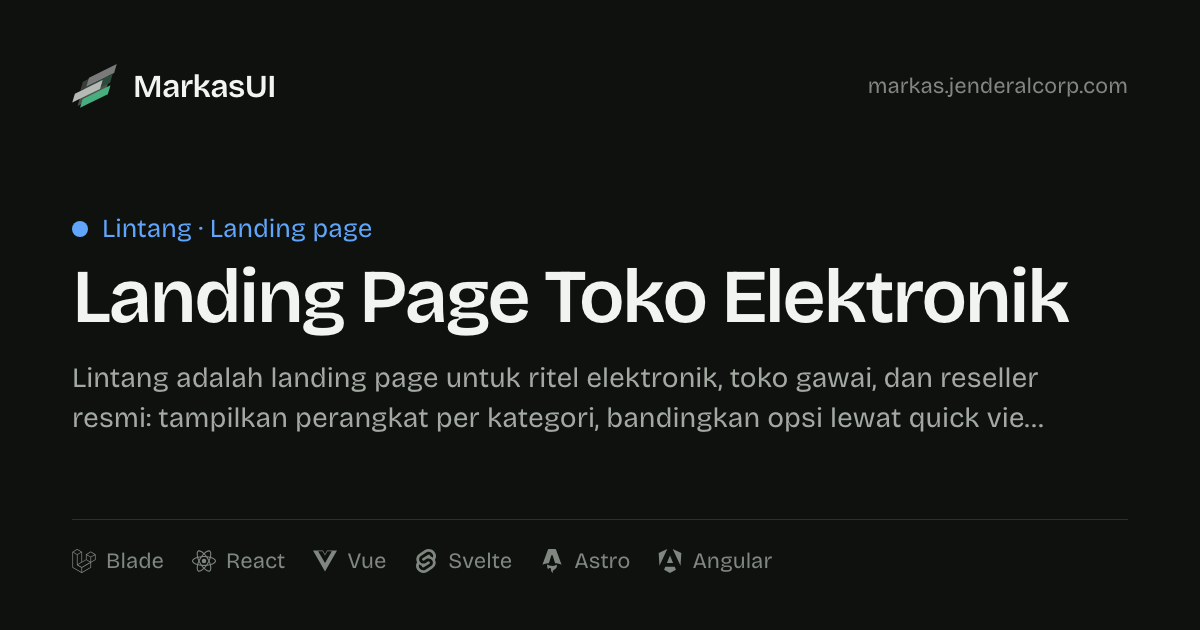 MarkasUI
markas.jenderalcorp.com
Lintang · Landing page
Landing Page Toko Elektronik
Lintang adalah landing page untuk ritel elektronik, toko gawai, dan reseller
resmi: tampilkan perangkat per kategori, bandingkan opsi lewat quick vie...
Blade React Vue Svelte Astro Angular